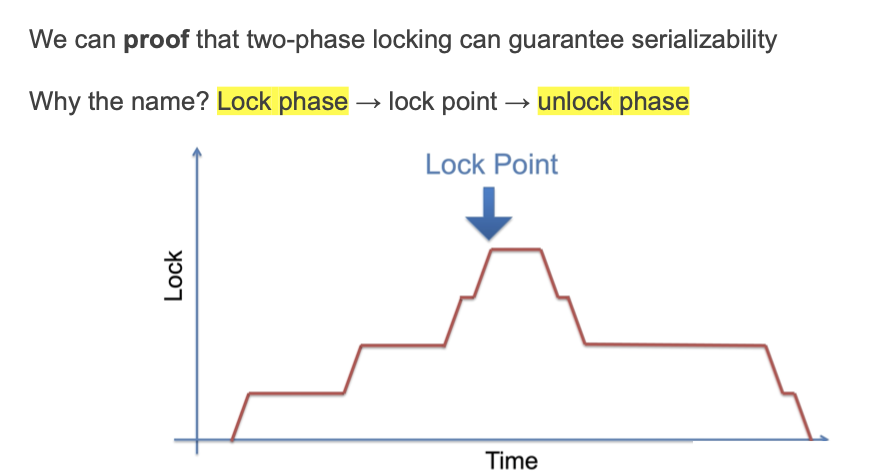 We can proof that two-phase locking can guarantee serializability
Why the name? Lock phase → lock point → unlock phase
Lock Point
Lock
Time